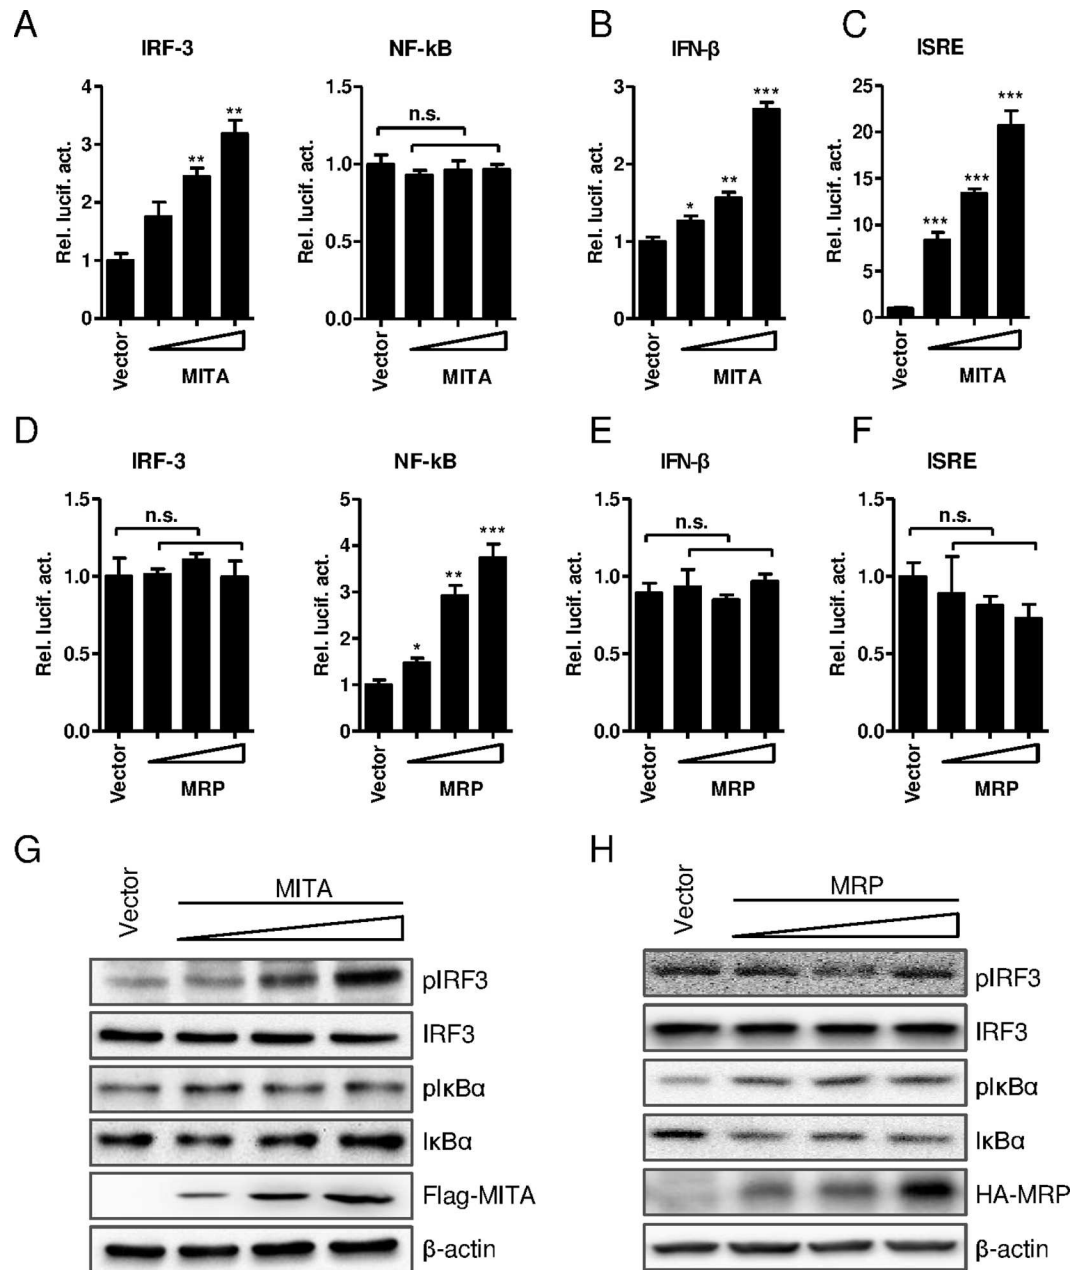 A
IRF-3
Rel. lucif. act.
4
3
2
1
0
**
**
Vector
MITA
NF-kB
Rel. lucif. act.
1.5
1.0
0.5
0.0
n.s.
Vector
MITA
B
IFN-β
Rel. lucif. act.
3
2
1
0
*
**
***
Vector
MITA
C
ISRE
Rel. lucif. act.
25
20
15
10
5
0
***
***
***
Vector
MITA
D
IRF-3
Rel. lucif. act.
1.5
1.0
0.5
0.0
n.s.
Vector
MRP
NF-kB
Rel. lucif. act.
5
4
3
2
1
0
*
**
***
Vector
MRP
E
IFN-β
Rel. lucif. act.
1.5
1.0
0.5
0.0
n.s.
Vector
MRP
F
ISRE
Rel. lucif. act.
1.5
1.0
0.5
0.0
n.s.
Vector
MRP
G
Vector
MITA
pIRF3
IRF3
pIκBα
IκBα
Flag-MITA
β-actin
H
Vector
MRP
pIRF3
IRF3
pIκBα
IκBα
HA-MRP
β-actin